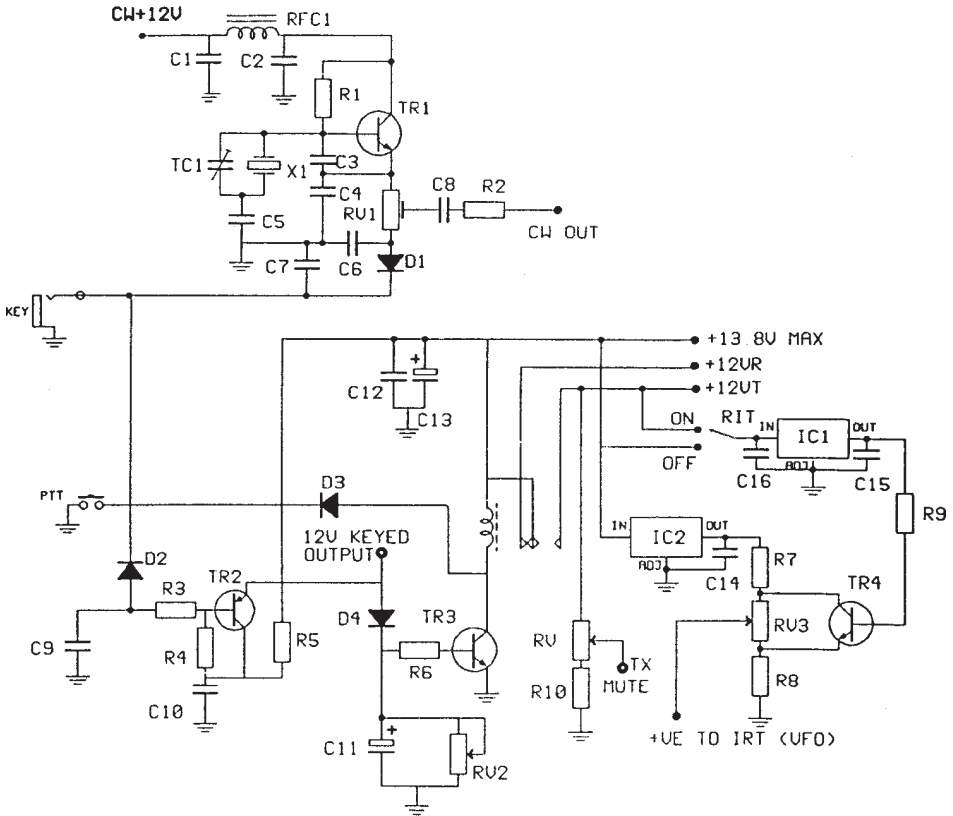 CW+12V
RFC1
C1
C2
R1
TR1
TC1
X1
C3
C4
C8
R2
RV1
C5
CW OUT
C7
C6
D1
KEY
+13.8V MAX
+12VR
+12VT
+
C12
C13
ON
RIT
IN
IC1
OUT
OFF
ADJ
C16
C15
PTT
D3
R9
12V KEYED
OUTPUT
IN
IC2
OUT
ADJ
C14
R7
D2
R3
TR2
TR4
D4
TR3
RV
RV3
C9
R4
R5
R6
TX
MUTE
R10
R8
C10
+
C11
RV2
+VE TO IRT (VFO)